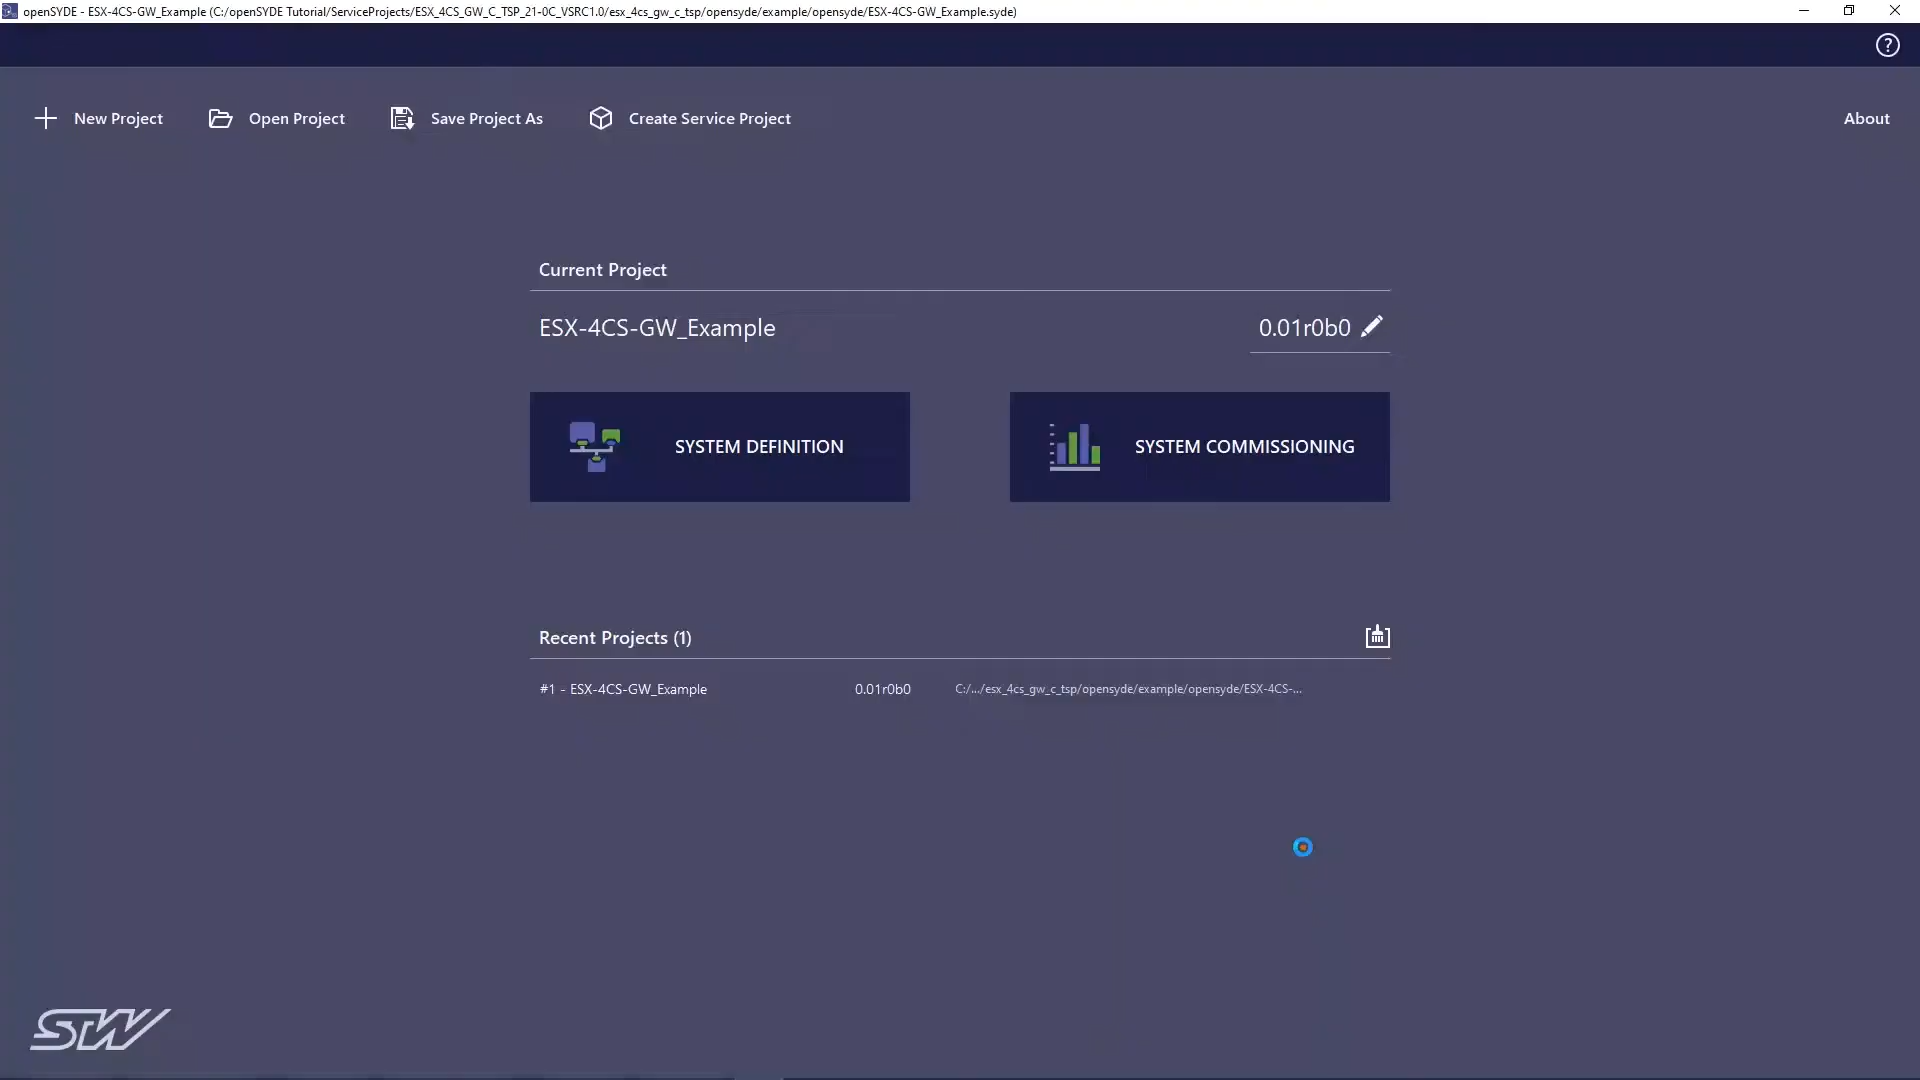 openSYDE - ESX-4CS-GW_Example (C:/openSYDE Tutorial/ServiceProjects/ESX_4CS_GW_C_TSP_21-0C_VSRC1.0/esx_4cs_gw_c_tsp/opensyde/example/opensyde/ESX-4CS-GW_Example.syde)
?
New Project
Open Project
Save Project As
Create Service Project
About
Current Project
ESX-4CS-GW_Example
0.01r0b0
SYSTEM DEFINITION
SYSTEM COMMISSIONING
Recent Projects (1)
#1 - ESX-4CS-GW_Example 0.01r0b0 C:/.../esx_4cs_gw_c_tsp/opensyde/example/opensyde/ESX-4CS-...
STW